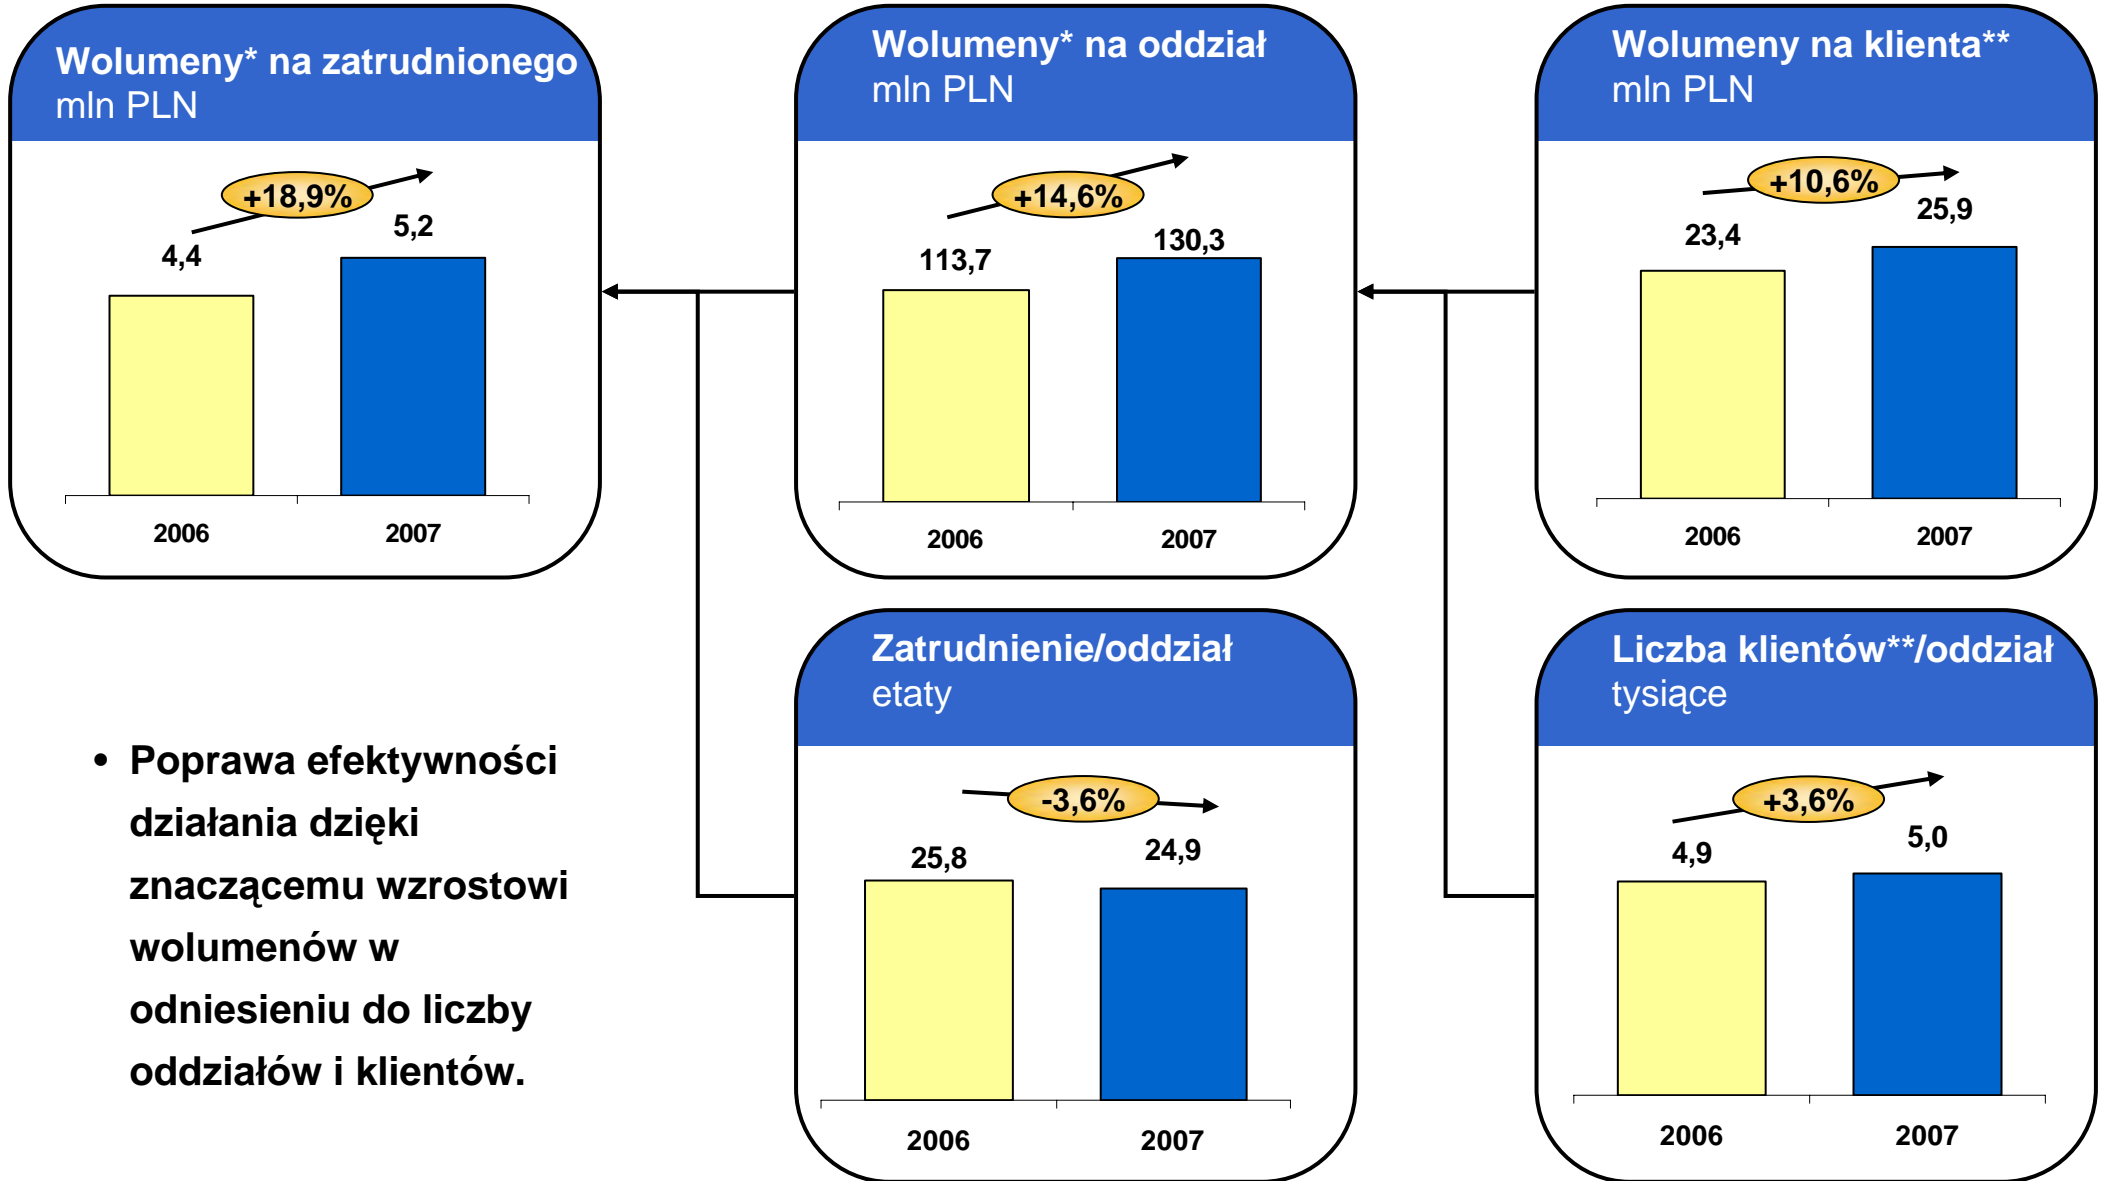 Wolumeny* na zatrudnionego
mln PLN
+18,9%
4,4
5,2
2006
2007
Wolumeny* na oddział
mln PLN
+14,6%
113,7
130,3
2006
2007
Wolumeny na klienta**
mln PLN
+10,6%
23,4
25,9
2006
2007
Zatrudnienie/oddział
etaty
-3,6%
25,8
24,9
2006
2007
Liczba klientów**/oddział
tysiące
+3,6%
4,9
5,0
2006
2007
• Poprawa efektywności
działania dzięki
znaczącemu wzrostowi
wolumenów w
odniesieniu do liczby
oddziałów i klientów.